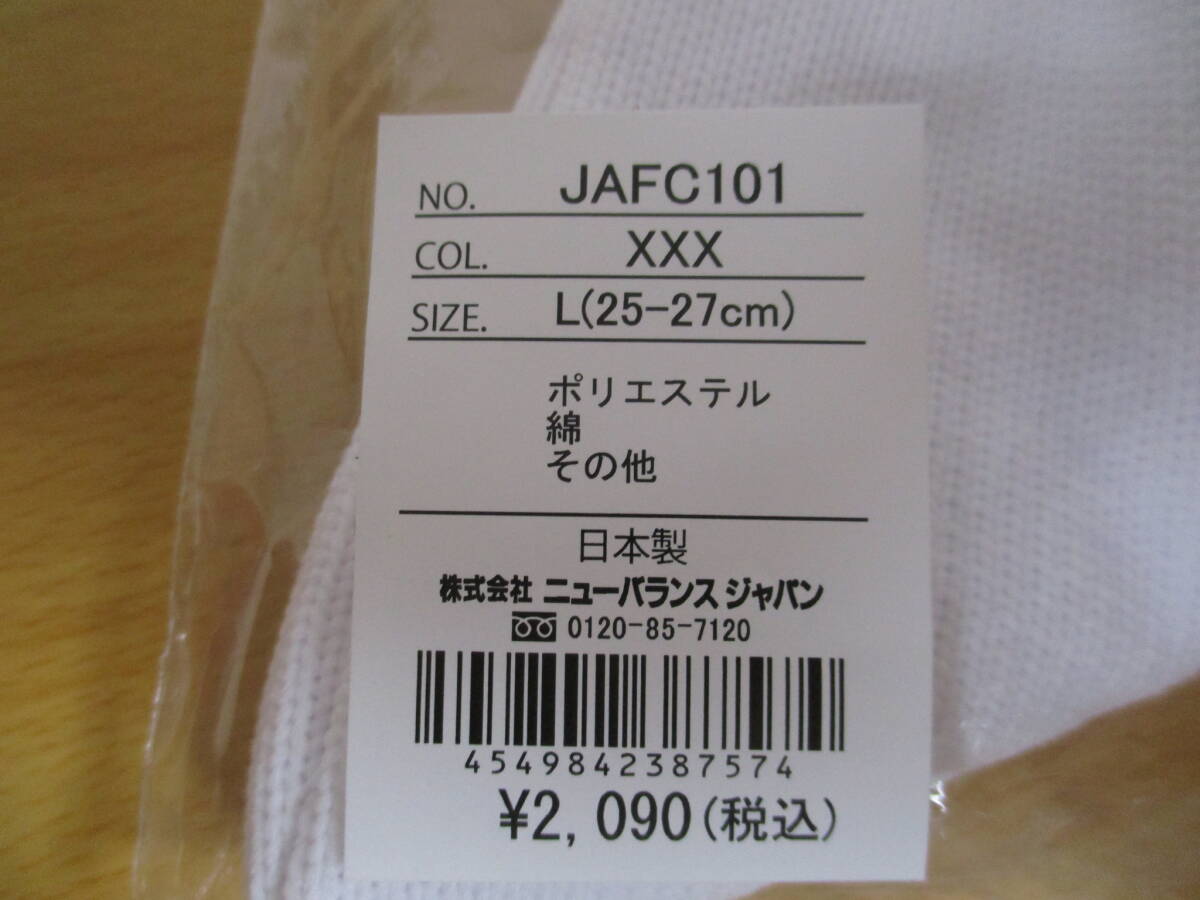 NO. JAFC101
COL. XXX
SIZE. L(25-27cm)
ポリエステル
綿
その他
日本製
株式会社 ニューバランス ジャパン
0120-85-7120
4549842387574
¥2,090(税込)